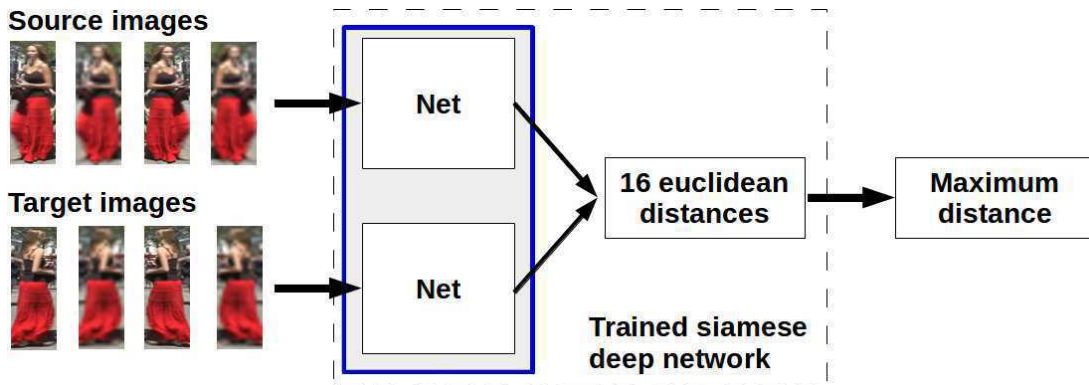 Source images
Net
16 euclidean
distances
Maximum
distance
Target images
Net
Trained siamese
deep network